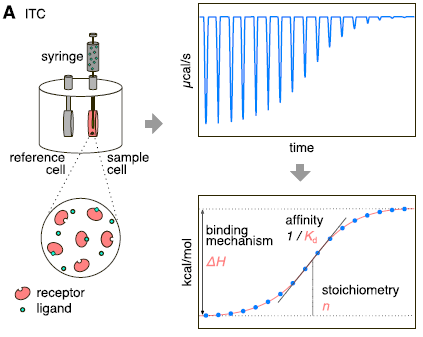 A ITC
syringe
reference
cell
sample
cell
receptor
ligand
μcal/s
time
kcal/mol
binding
mechanism
ΔH
affinity
1 / Kd
stoichiometry
n